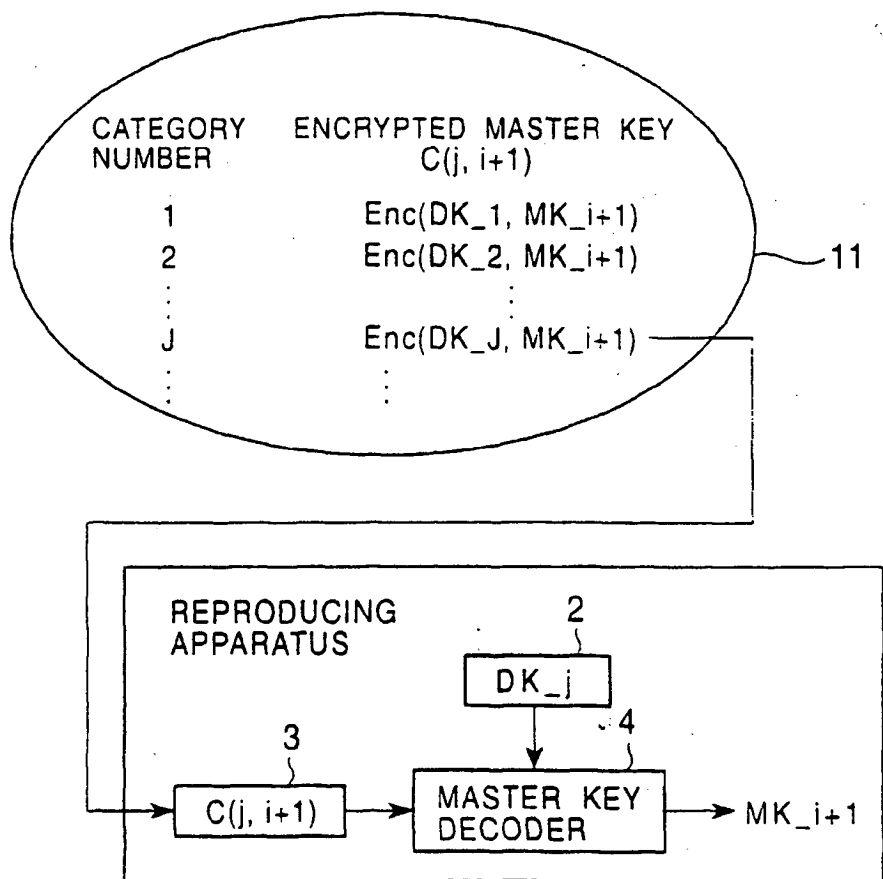 CATEGORY NUMBER ENCRYPTED MASTER KEY C(j, i+1)
1 Enc(DK_1, MK_i+1)
2 Enc(DK_2, MK_i+1)
J Enc(DK_J, MK_i+1)
11
REPRODUCING
APPARATUS
2
DK_j
3
C(j, i+1)
4
MASTER KEY
DECODER
MK_i+1